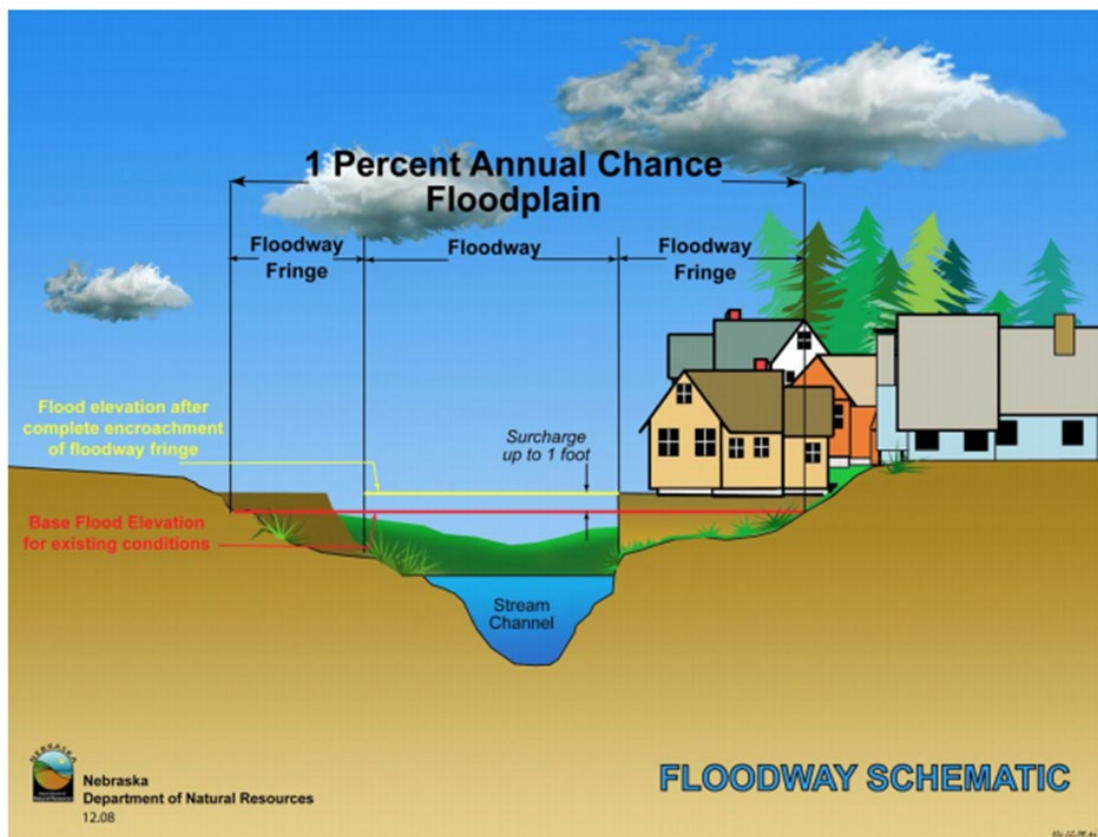 1 Percent Annual Chance
Floodplain
Floodway
Fringe
Floodway
Floodway
Fringe
Flood elevation after
complete encroachment
of floodway fringe
Surcharge
up to 1 foot
Base Flood Elevation
for existing conditions
Stream
Channel
NEBRASKA
Nebraska
Department of Natural Resources
12.08
FLOODWAY SCHEMATIC